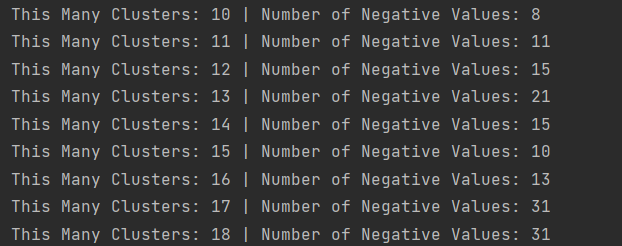 This Many Clusters: 10 | Number of Negative Values: 8
This Many Clusters: 11 | Number of Negative Values: 11
This Many Clusters: 12 | Number of Negative Values: 15
This Many Clusters: 13 | Number of Negative Values: 21
This Many Clusters: 14 | Number of Negative Values: 15
This Many Clusters: 15 | Number of Negative Values: 10
This Many Clusters: 16 | Number of Negative Values: 13
This Many Clusters: 17 | Number of Negative Values: 31
This Many Clusters: 18 | Number of Negative Values: 31